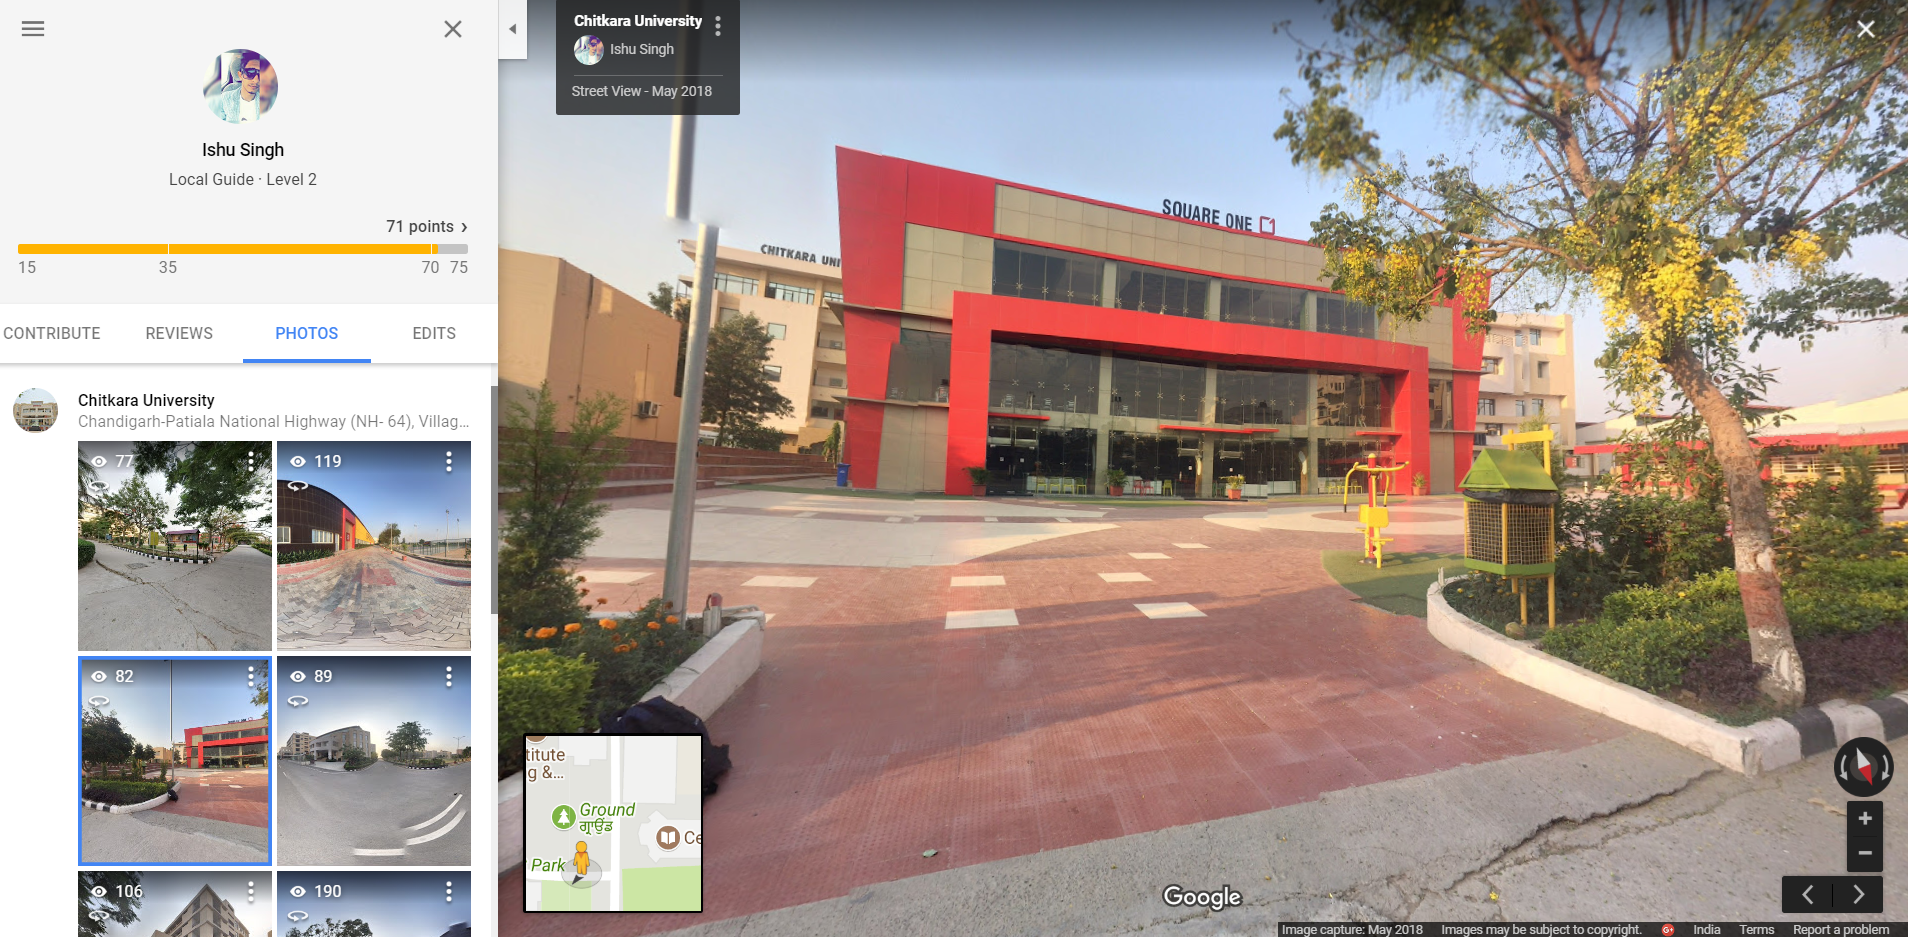 Ishu Singh
Local Guide · Level 2
71 points ›
15 35 70 75
CONTRIBUTE REVIEWS PHOTOS EDITS
Chitkara University
Chandigarh-Patiala National Highway (NH- 64), Villag...
77
119
82
89
106
190
Chitkara University
Ishu Singh
Street View - May 2018
SQUARE ONE
CHITKARA UNI
titute
g &...
Ground
ਗ੍ਰਾਉਂਡ
Ce
Park
Google
Image capture: May 2018 Images may be subject to copyright. G+ India Terms Report a problem